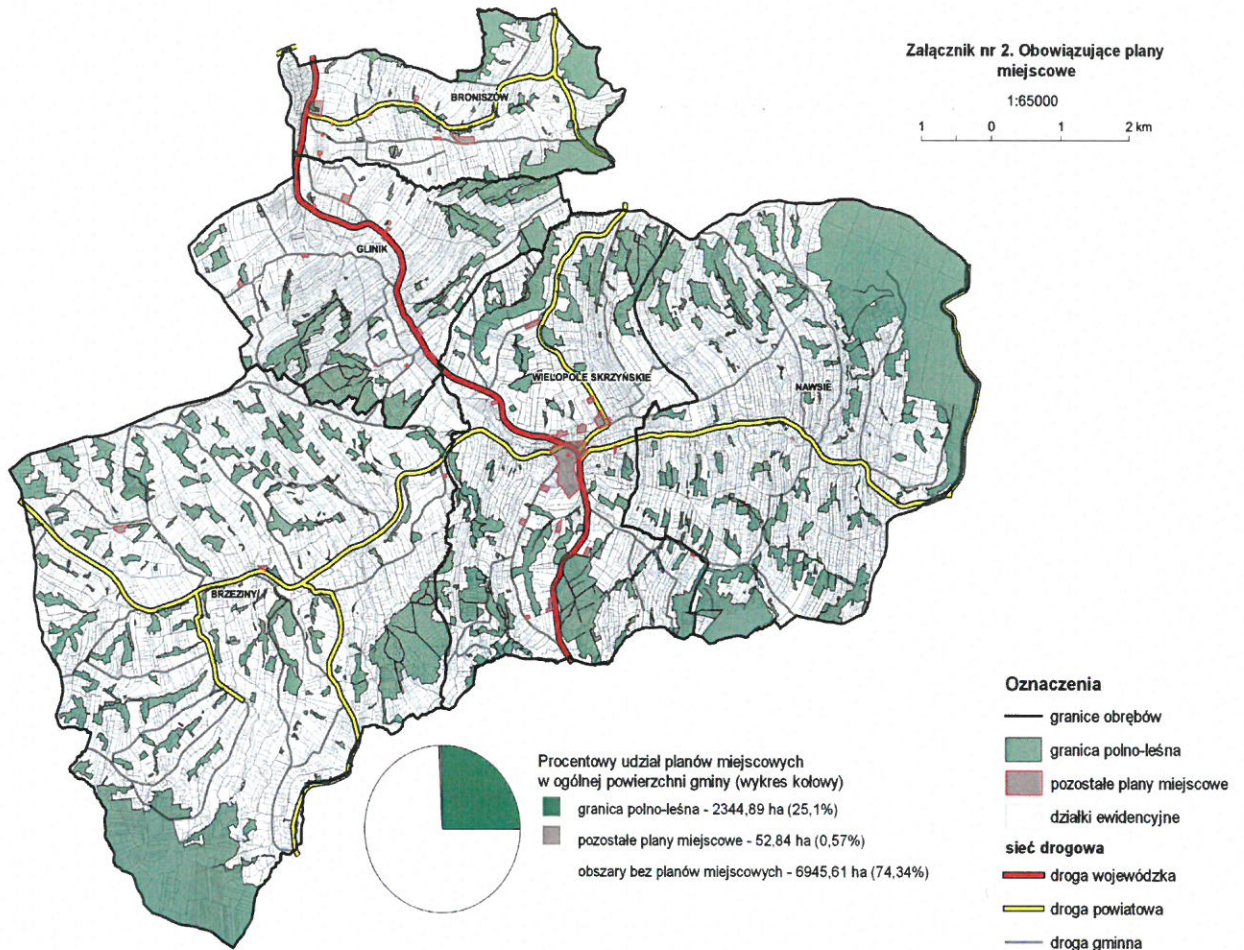 Załącznik nr 2. Obowiązujące plany
miejscowe
1:65000
1 0 1 2 km
BRONISZÓW
GLINIK
WIELOPOLE SKRZYŃSKIE
NAWSIE
BRZEZINY
Procentowy udział planów miejscowych
w ogólnej powierzchni gminy (wykres kołowy)
granica polno-leśna - 2344,89 ha (25,1%)
pozostałe plany miejscowe - 52,84 ha (0,57%)
obszary bez planów miejscowych - 6945,61 ha (74,34%)
Oznaczenia
granice obrębów
granica polno-leśna
pozostałe plany miejscowe
działki ewidencyjne
sieć drogowa
droga wojewódzka
droga powiatowa
droga gminna